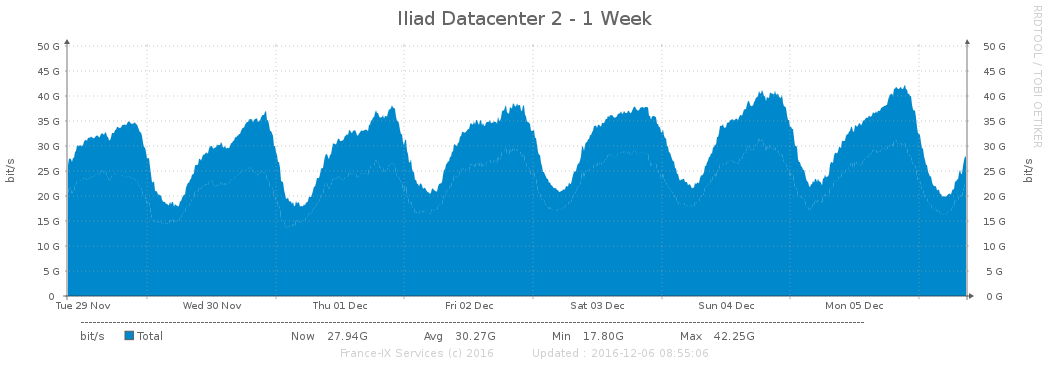 Iliad Datacenter 2 - 1 Week
RRDTOOL / TOBI OETIKER
50 G 50 G
45 G 45 G
40 G 40 G
35 G 35 G
30 G 30 G
25 G 25 G
20 G 20 G
15 G 15 G
10 G 10 G
5 G 5 G
0 0 G
bit/s bit/s
Tue 29 Nov Wed 30 Nov Thu 01 Dec Fri 02 Dec Sat 03 Dec Sun 04 Dec Mon 05 Dec
bit/s Total Now 27.94G Avg 30.27G Min 17.80G Max 42.25G
France-IX Services (c) 2016 Updated : 2016-12-06 08:55:06